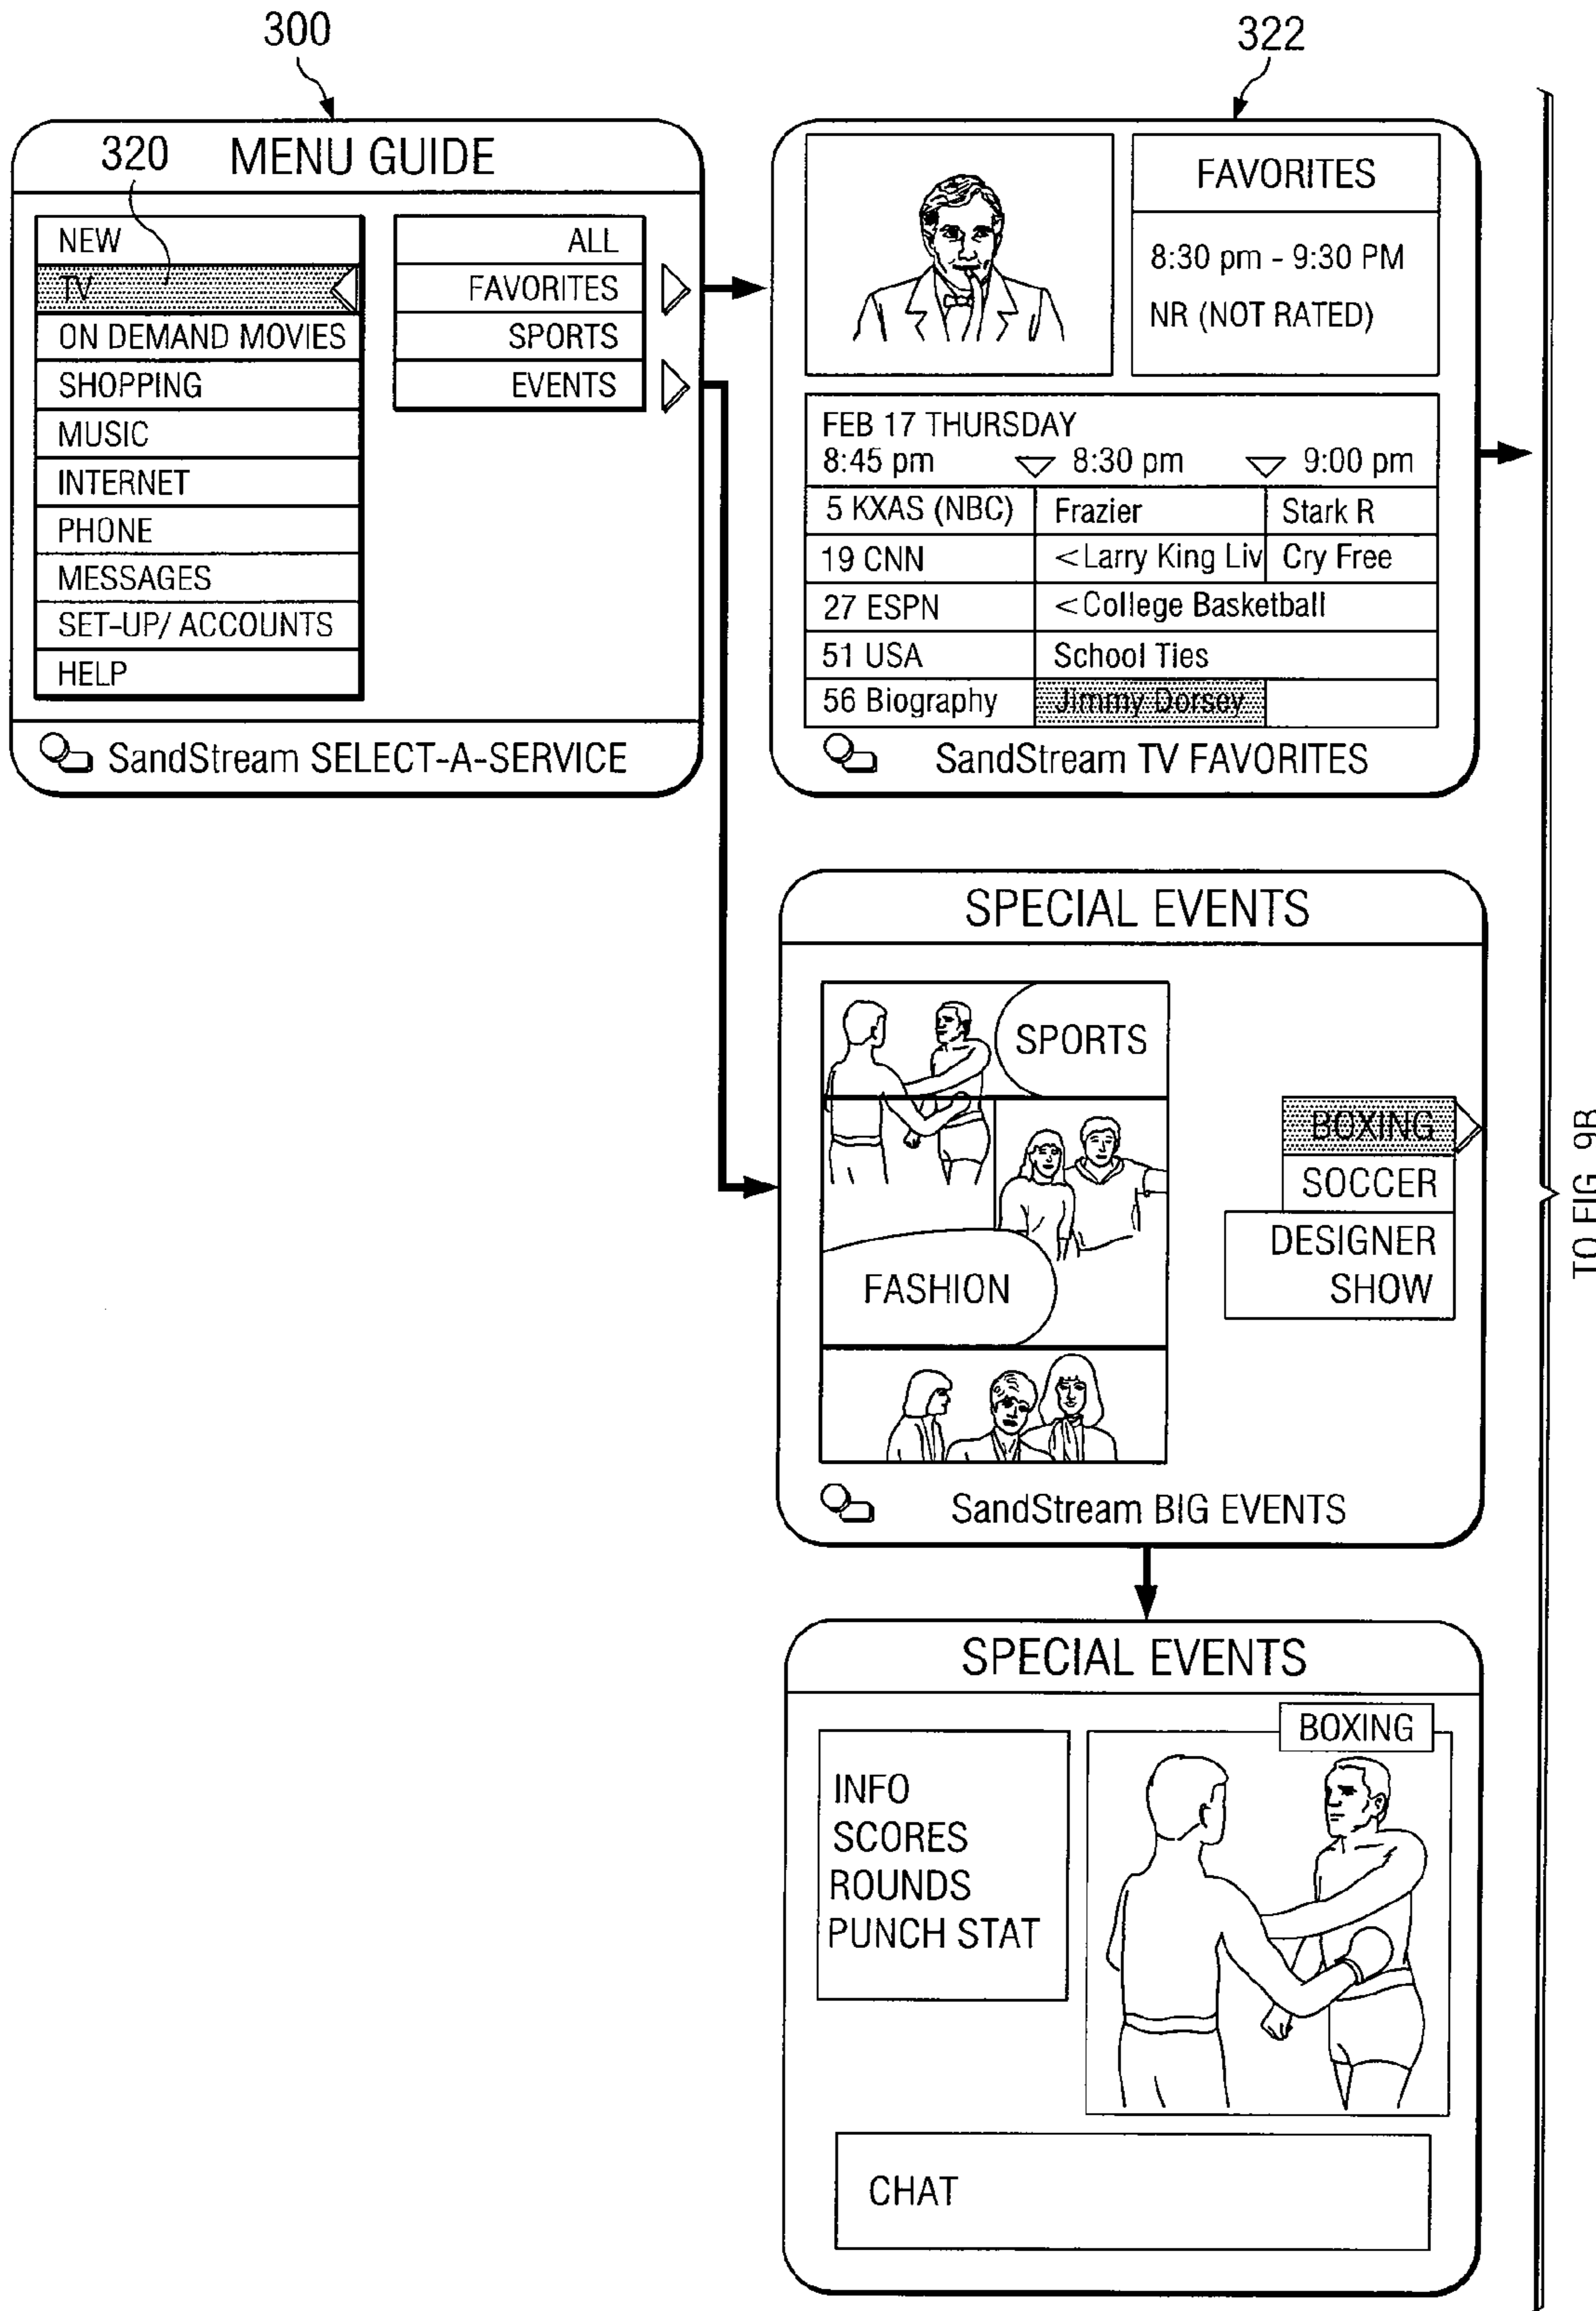 300
322
320 MENU GUIDE
NEW
TV
ON DEMAND MOVIES
SHOPPING
MUSIC
INTERNET
PHONE
MESSAGES
SET-UP/ ACCOUNTS
HELP
ALL
FAVORITES
SPORTS
EVENTS
SandStream SELECT-A-SERVICE
FAVORITES
8:30 pm - 9:30 PM
NR (NOT RATED)
FEB 17 THURSDAY
8:45 pm 8:30 pm 9:00 pm
5 KXAS (NBC) Frazier Stark R
19 CNN <Larry King Liv Cry Free
27 ESPN <College Basketball
51 USA School Ties
56 Biography Jimmy Dorsey
SandStream TV FAVORITES
SPECIAL EVENTS
SPORTS
FASHION
BOXING
SOCCER
DESIGNER
SHOW
SandStream BIG EVENTS
SPECIAL EVENTS
BOXING
INFO
SCORES
ROUNDS
PUNCH STAT
CHAT
TO FIG. 9B